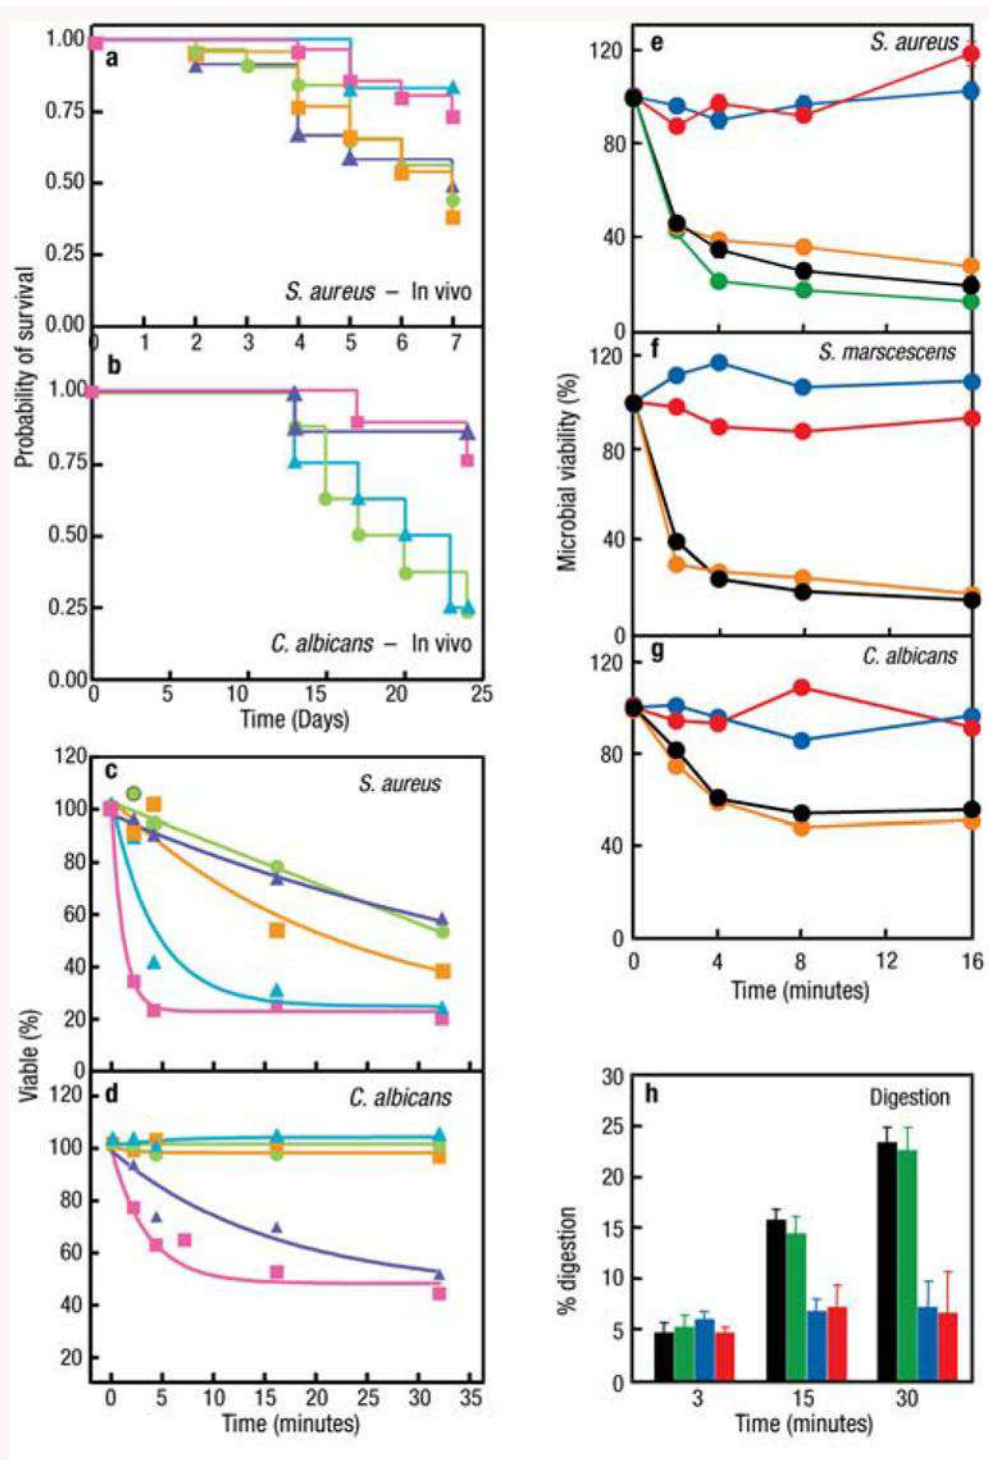 a
1.00
0.75
0.50
0.25
0.00
S. aureus – In vivo
0 1 2 3 4 5 6 7
Probability of survival
b
1.00
0.75
0.50
0.25
0.00
C. albicans – In vivo
0 5 10 15 20 25
Time (Days)
c
S. aureus
120
100
80
60
40
20
0
Viable (%)
d
C. albicans
120
100
80
60
40
20
0 5 10 15 20 25 30 35
Time (minutes)
e
S. aureus
120
80
40
0
f
S. marscescens
120
80
40
0
Microbial viability (%)
g
C. albicans
120
80
40
0
0 4 8 12 16
Time (minutes)
h
Digestion
30
25
20
15
10
5
0
% digestion
3 15 30
Time (minutes)